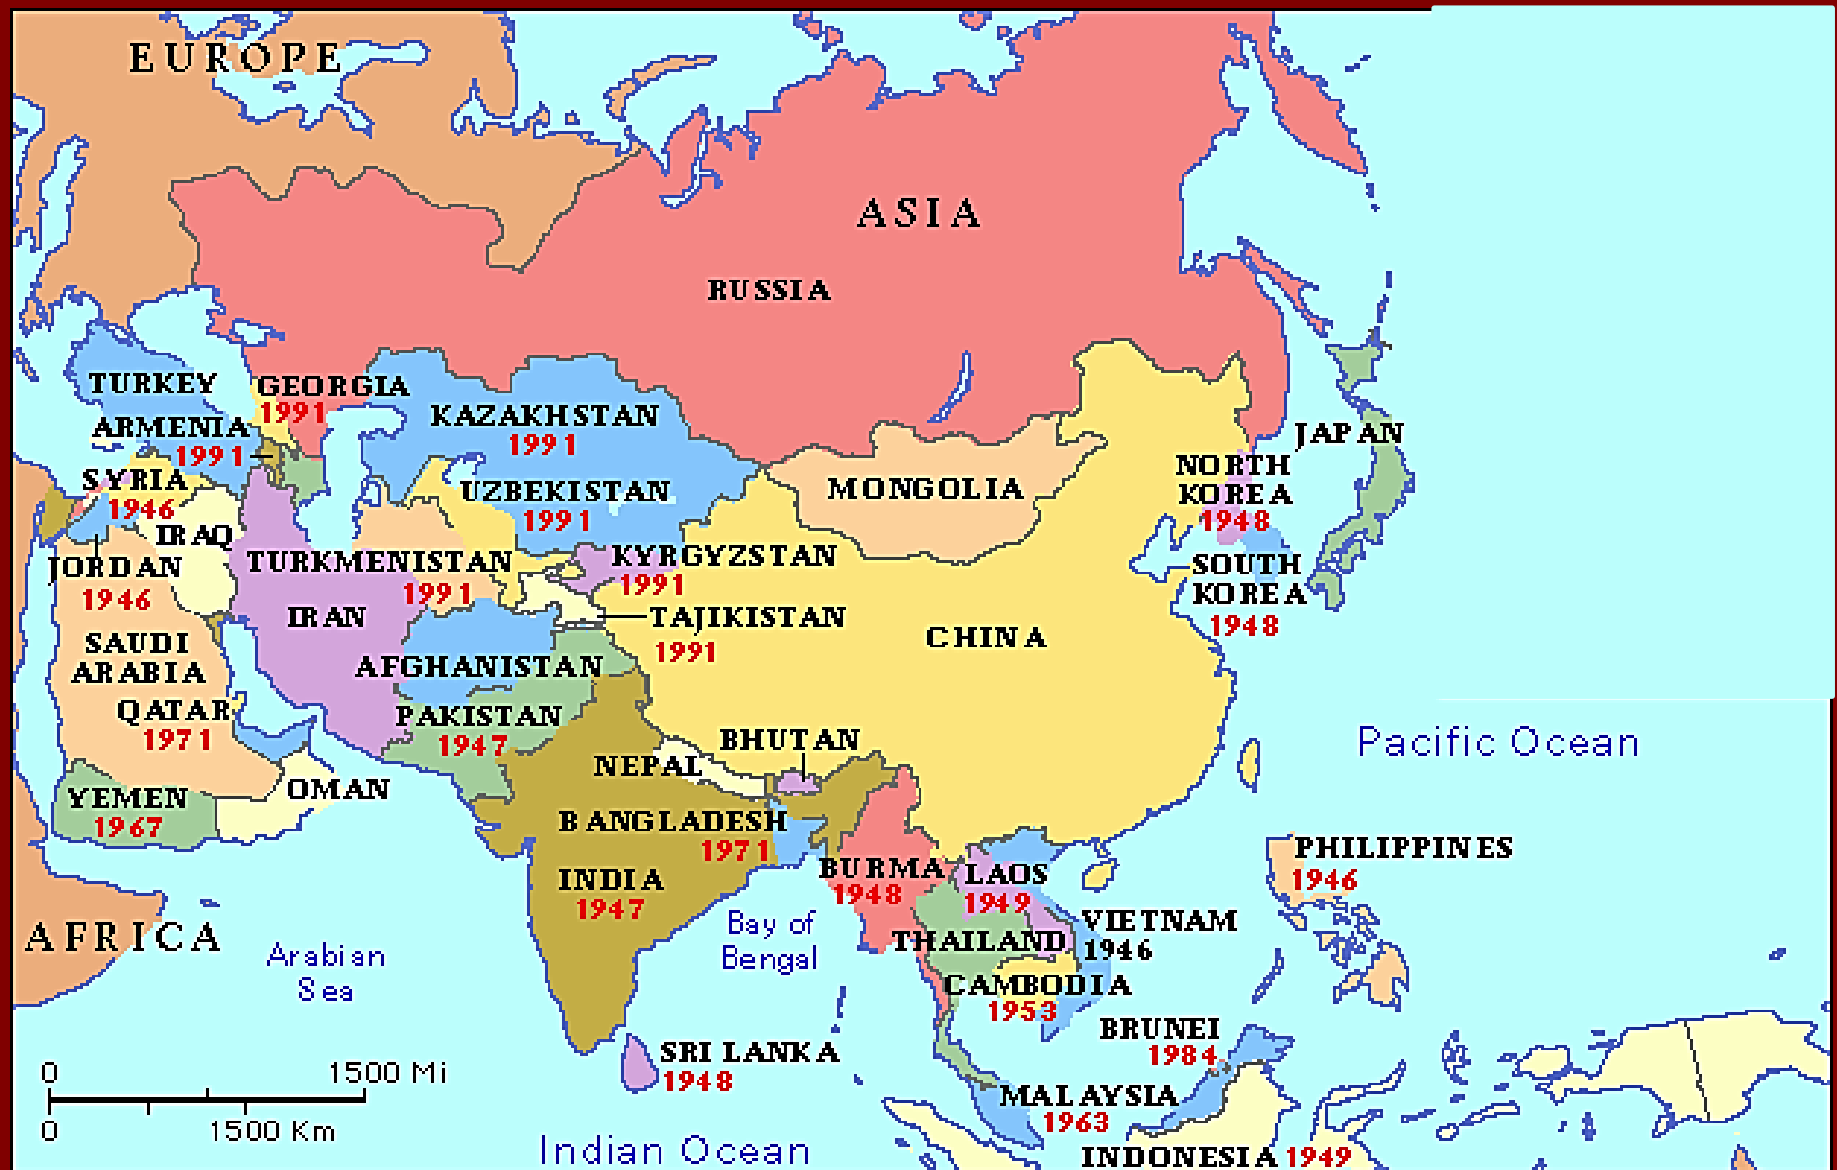 EUROPE
ASIA
RUSSIA
TURKEY
GEORGIA
1991
ARMENIA
1991
KAZAKHSTAN
1991
SYRIA
1946
UZBEKISTAN
1991
MONGOLIA
JAPAN
NORTH
KOREA
1948
IRAQ
JORDAN
1946
TURKMENISTAN
1991
KYRGYZSTAN
1991
SOUTH
KOREA
1948
IRAN
TAJIKISTAN
1991
CHINA
SAUDI
ARABIA
AFGHANISTAN
QATAR
1971
PAKISTAN
1947
BHUTAN
NEPAL
Pacific Ocean
OMAN
YEMEN
1967
BANGLADESH
1971
INDIA
1947
BURMA
1948
LAOS
1949
PHILIPPINES
1946
AFRICA
Arabian
Sea
Bay of
Bengal
THAILAND
VIETNAM
1946
CAMBODIA
1953
BRUNEI
1984
SRI LANKA
1948
MALAYSIA
1963
0 1500 Mi
0 1500 Km
Indian Ocean
INDONESIA 1949